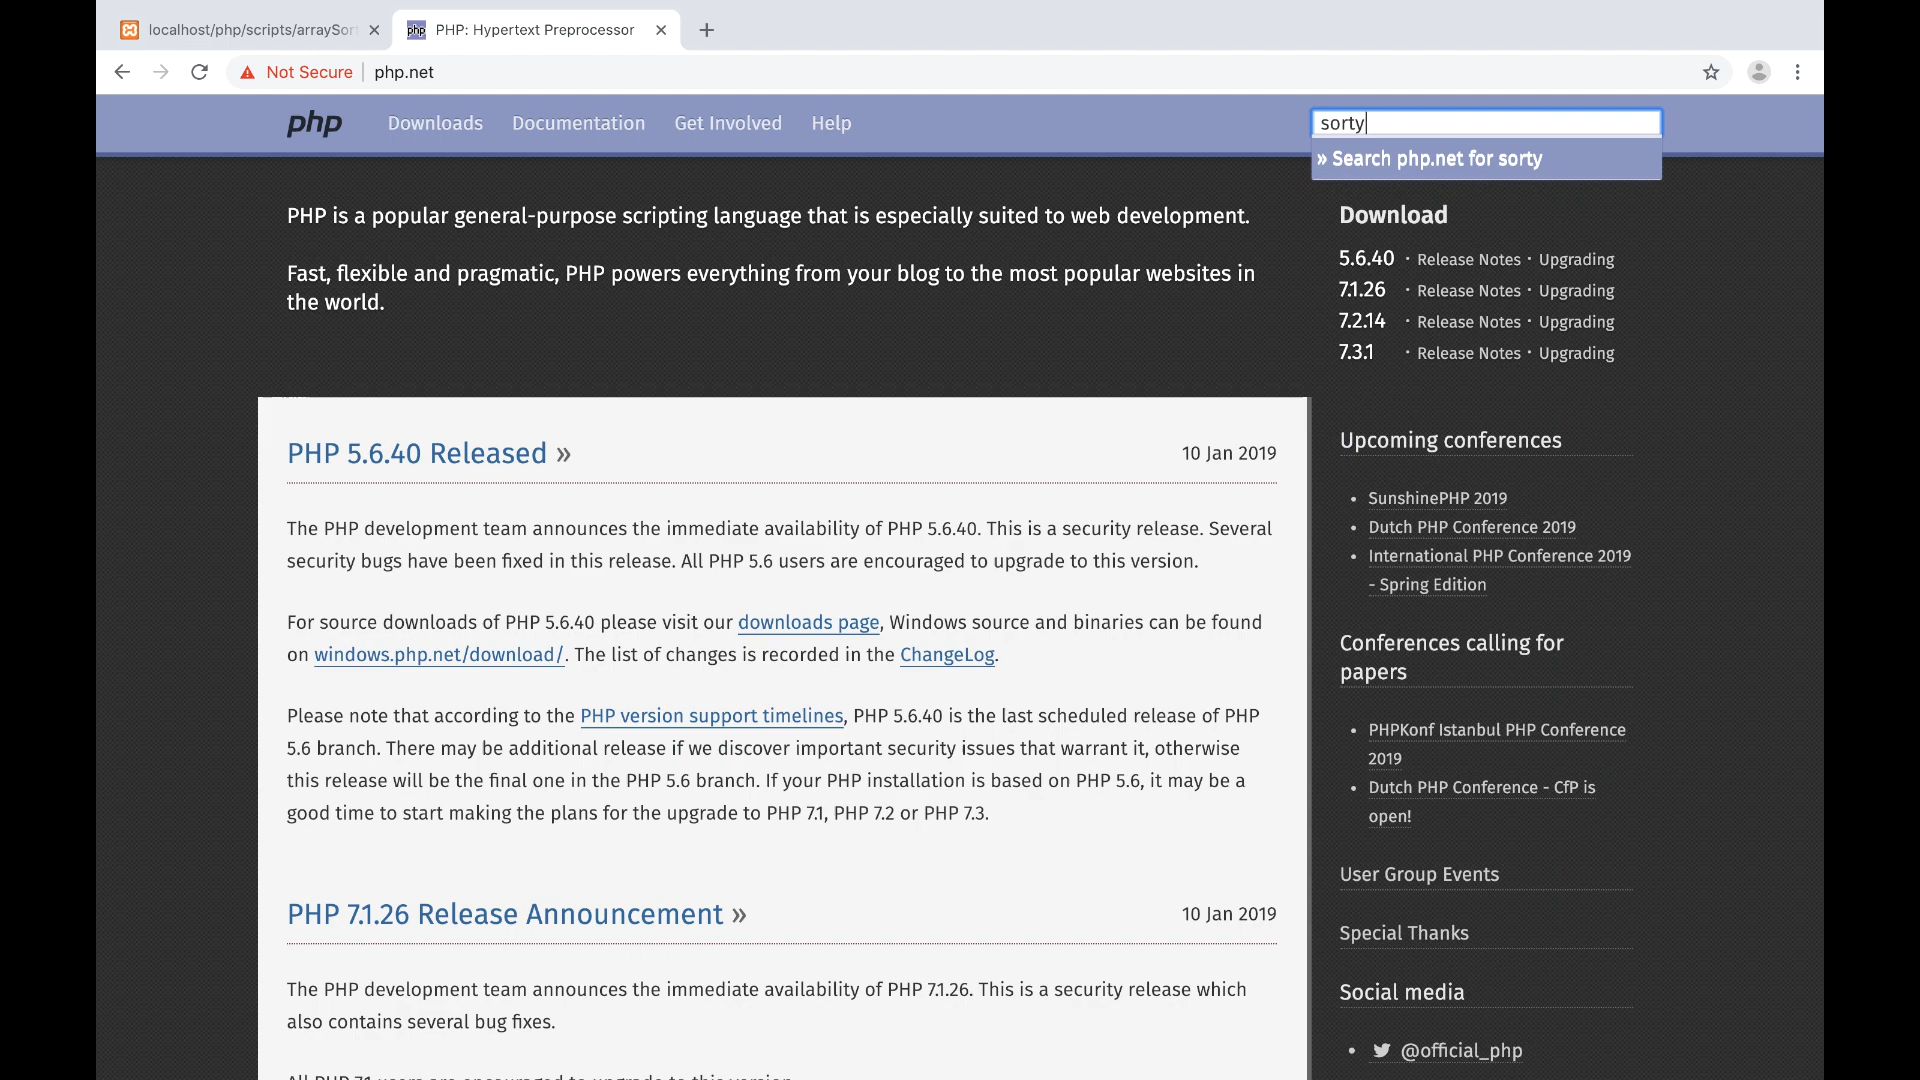 localhost/php/scripts/arraySor
PHP: Hypertext Preprocessor
Not Secure
php.net
php
Downloads
Documentation
Get Involved
Help
sorty
» Search php.net for sorty
PHP is a popular general-purpose scripting language that is especially suited to web development.
Fast, flexible and pragmatic, PHP powers everything from your blog to the most popular websites in
the world.
Download
5.6.40 · Release Notes · Upgrading
7.1.26 · Release Notes · Upgrading
7.2.14 · Release Notes · Upgrading
7.3.1 · Release Notes · Upgrading
PHP 5.6.40 Released »
10 Jan 2019
The PHP development team announces the immediate availability of PHP 5.6.40. This is a security release. Several
security bugs have been fixed in this release. All PHP 5.6 users are encouraged to upgrade to this version.
For source downloads of PHP 5.6.40 please visit our downloads page, Windows source and binaries can be found
on windows.php.net/download/. The list of changes is recorded in the ChangeLog.
Please note that according to the PHP version support timelines, PHP 5.6.40 is the last scheduled release of PHP
5.6 branch. There may be additional release if we discover important security issues that warrant it, otherwise
this release will be the final one in the PHP 5.6 branch. If your PHP installation is based on PHP 5.6, it may be a
good time to start making the plans for the upgrade to PHP 7.1, PHP 7.2 or PHP 7.3.
PHP 7.1.26 Release Announcement »
10 Jan 2019
The PHP development team announces the immediate availability of PHP 7.1.26. This is a security release which
also contains several bug fixes.
All PHP 7.1 users are encouraged to upgrade to this version.
Upcoming conferences
• SunshinePHP 2019
• Dutch PHP Conference 2019
• International PHP Conference 2019
- Spring Edition
Conferences calling for
papers
• PHPKonf Istanbul PHP Conference
2019
• Dutch PHP Conference - CfP is
open!
User Group Events
Special Thanks
Social media
• @official_php